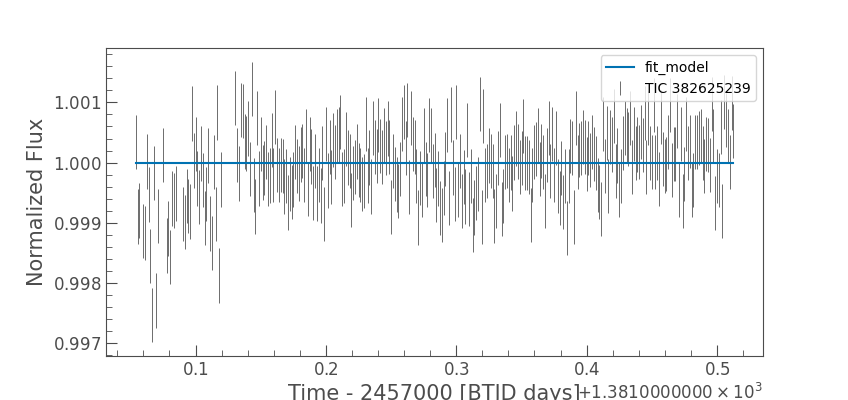 fit_model
TIC 382625239
1.001
1.000
0.999
0.998
0.997
Normalized Flux
0.1 0.2 0.3 0.4 0.5
Time - 2457000 [BTJD days]
+1.3810000000 × 10³